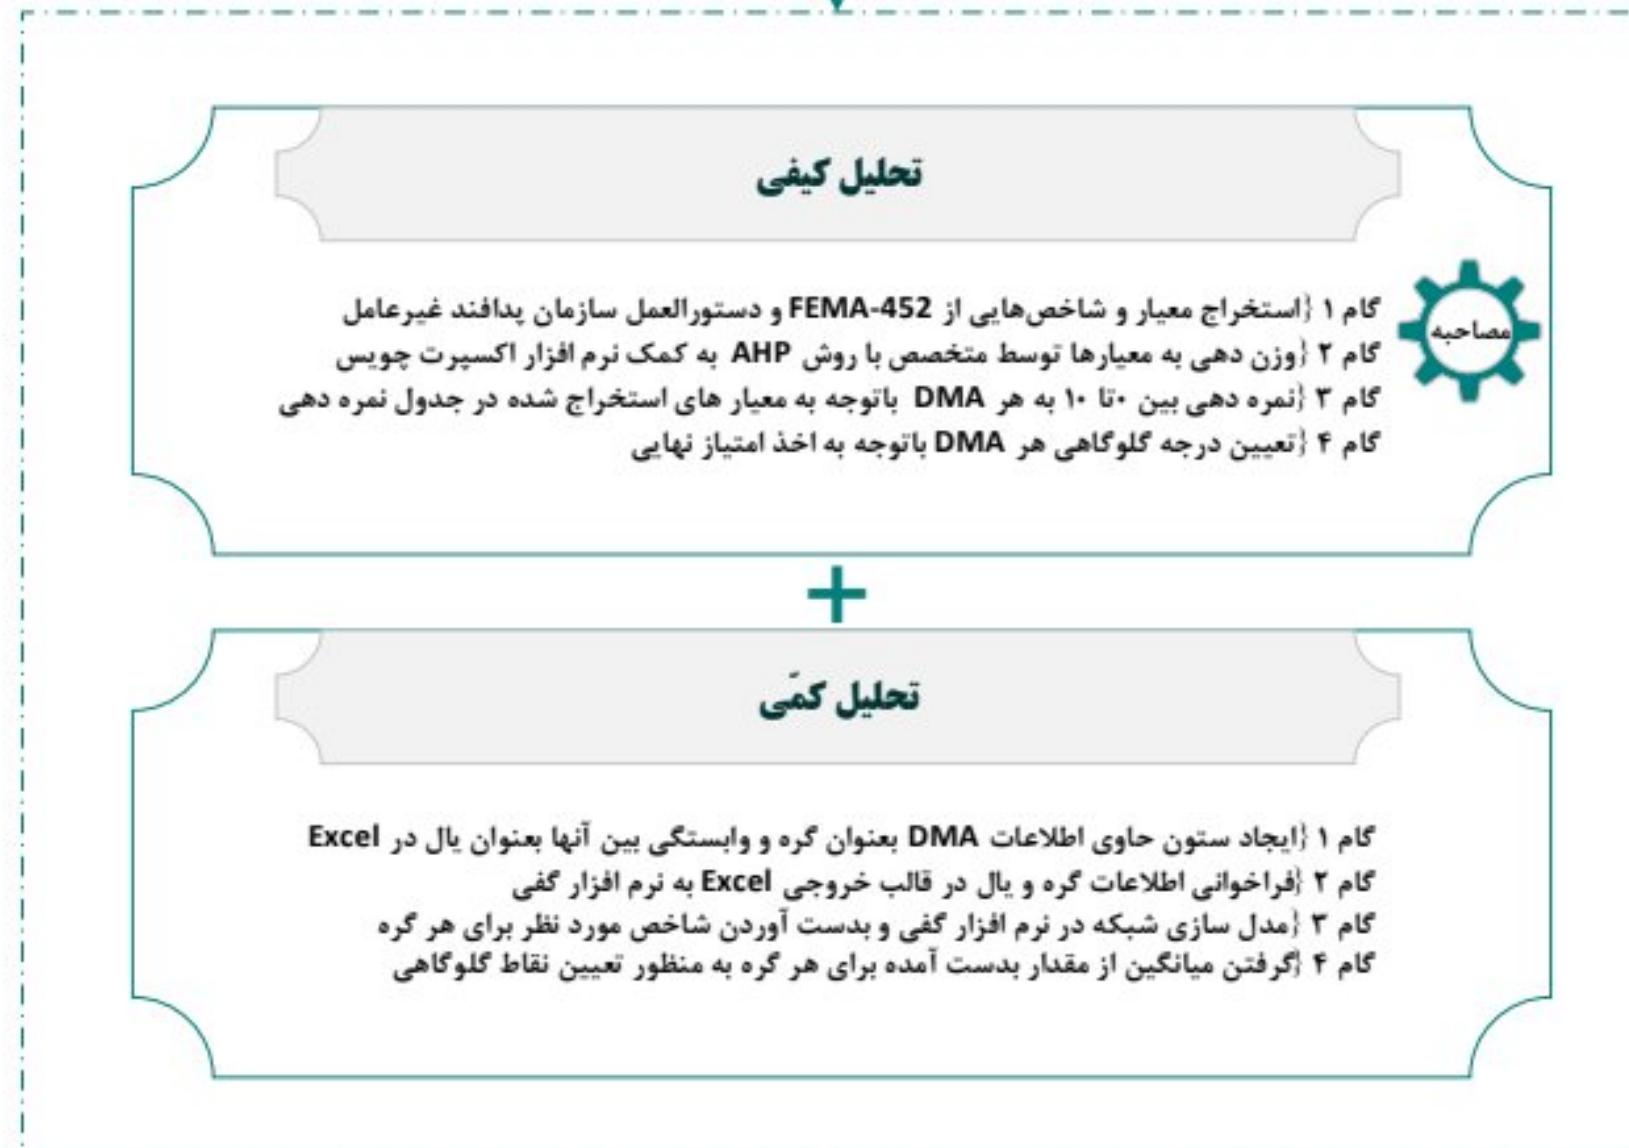 تحلیل کیفی
گام ۱ {استخراج معیار و شاخص‌هایی از FEMA-452 و دستورالعمل سازمان پدافند غیرعامل
گام ۲ {وزن دهی به معیارها توسط متخصص با روش AHP به کمک نرم افزار اکسپرت چویس
گام ۳ {نمره دهی بین ۰تا ۱۰ به هر DMA باتوجه به معیار های استخراج شده در جدول نمره دهی
گام ۴ {تعیین درجه گلوگاهی هر DMA باتوجه به اخذ امتیاز نهایی
مصاحبه
+
تحلیل کمّی
گام ۱ {ایجاد ستون حاوی اطلاعات DMA بعنوان گره و وابستگی بین آنها بعنوان یال در Excel
گام ۲ {فراخوانی اطلاعات گره و یال در قالب خروجی Excel به نرم افزار گفی
گام ۳ {مدل سازی شبکه در نرم افزار گفی و بدست آوردن شاخص مورد نظر برای هر گره
گام ۴ {گرفتن میانگین از مقدار بدست آمده برای هر گره به منظور تعیین نقاط گلوگاهی